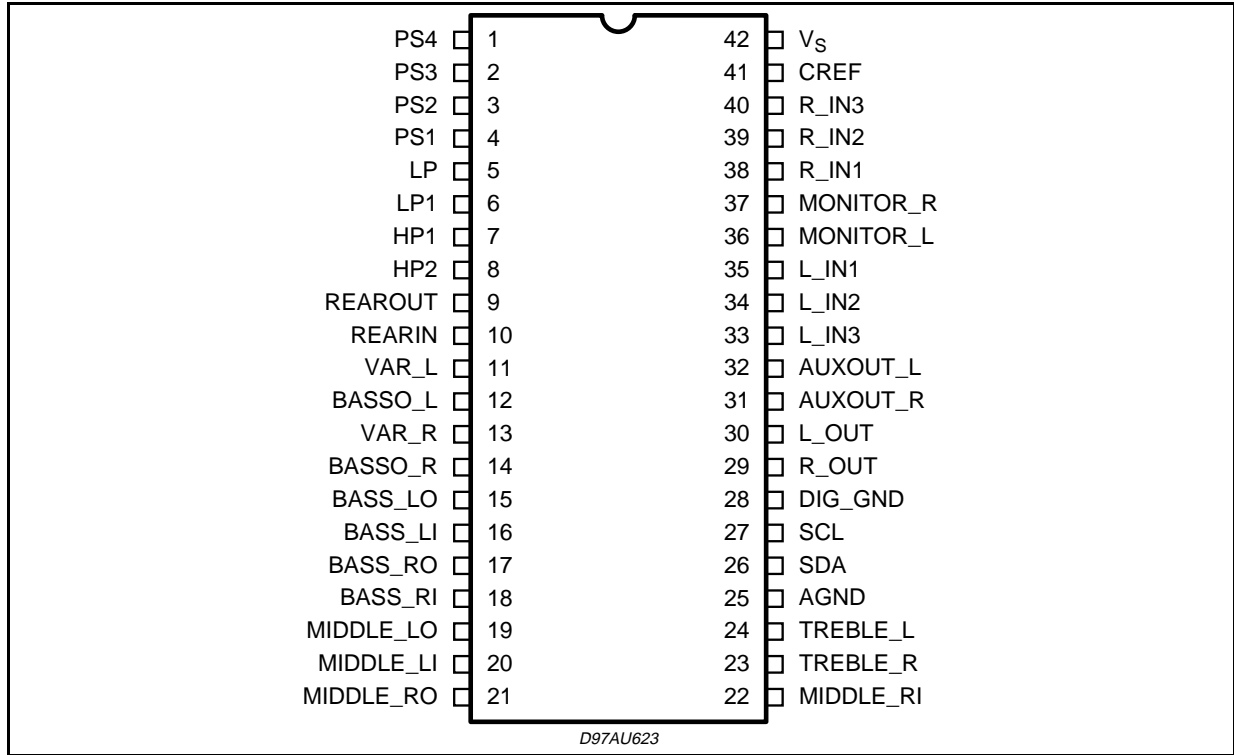 PS4 1 42 VS
PS3 2 41 CREF
PS2 3 40 R_IN3
PS1 4 39 R_IN2
LP 5 38 R_IN1
LP1 6 37 MONITOR_R
HP1 7 36 MONITOR_L
HP2 8 35 L_IN1
REAROUT 9 34 L_IN2
REARIN 10 33 L_IN3
VAR_L 11 32 AUXOUT_L
BASSO_L 12 31 AUXOUT_R
VAR_R 13 30 L_OUT
BASSO_R 14 29 R_OUT
BASS_LO 15 28 DIG_GND
BASS_LI 16 27 SCL
BASS_RO 17 26 SDA
BASS_RI 18 25 AGND
MIDDLE_LO 19 24 TREBLE_L
MIDDLE_LI 20 23 TREBLE_R
MIDDLE_RO 21 22 MIDDLE_RI
D97AU623